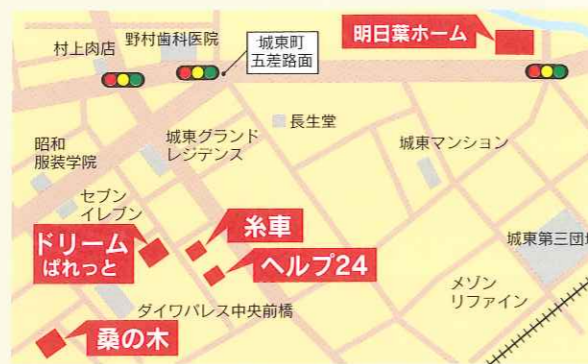 明日葉ホーム
村上肉店
野村歯科医院
城東町
五差路面
長生堂
城東グランド
レジデンス
昭和
服装学院
城東マンション
セブン
イレブン
糸車
ドリーム
ぱれっと
ヘルプ24
城東第三団
メゾン
リファイン
ダイワパレス中央前橋
桑の木